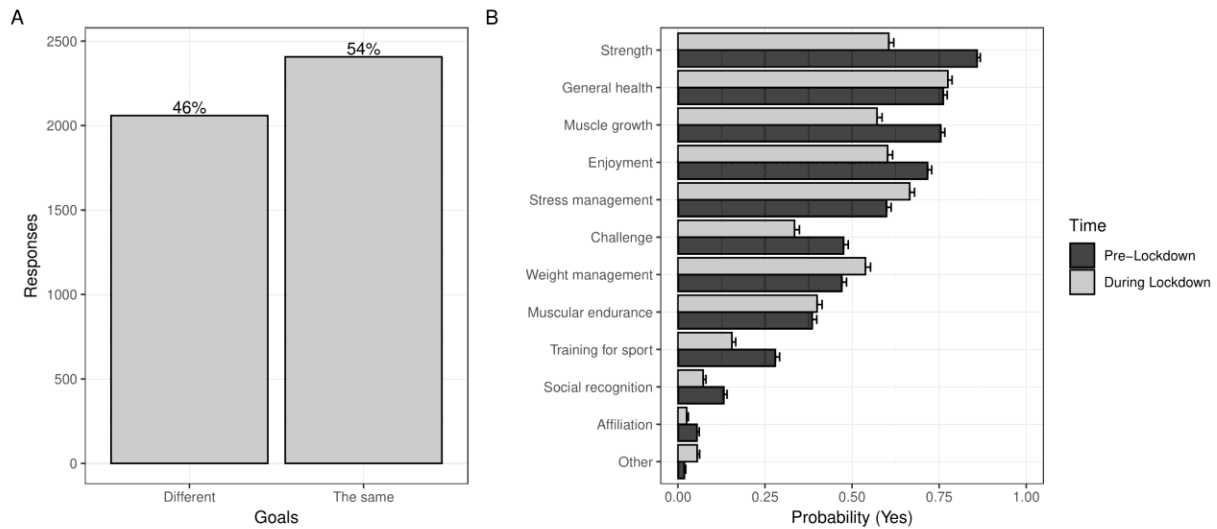 A
2500
2000
1500
1000
500
0
Responses
46%
54%
Different
The same
Goals
B
Strength
General health
Muscle growth
Enjoyment
Stress management
Challenge
Weight management
Muscular endurance
Training for sport
Social recognition
Affiliation
Other
0.00 0.25 0.50 0.75 1.00
Probability (Yes)
Time
Pre−Lockdown
During Lockdown